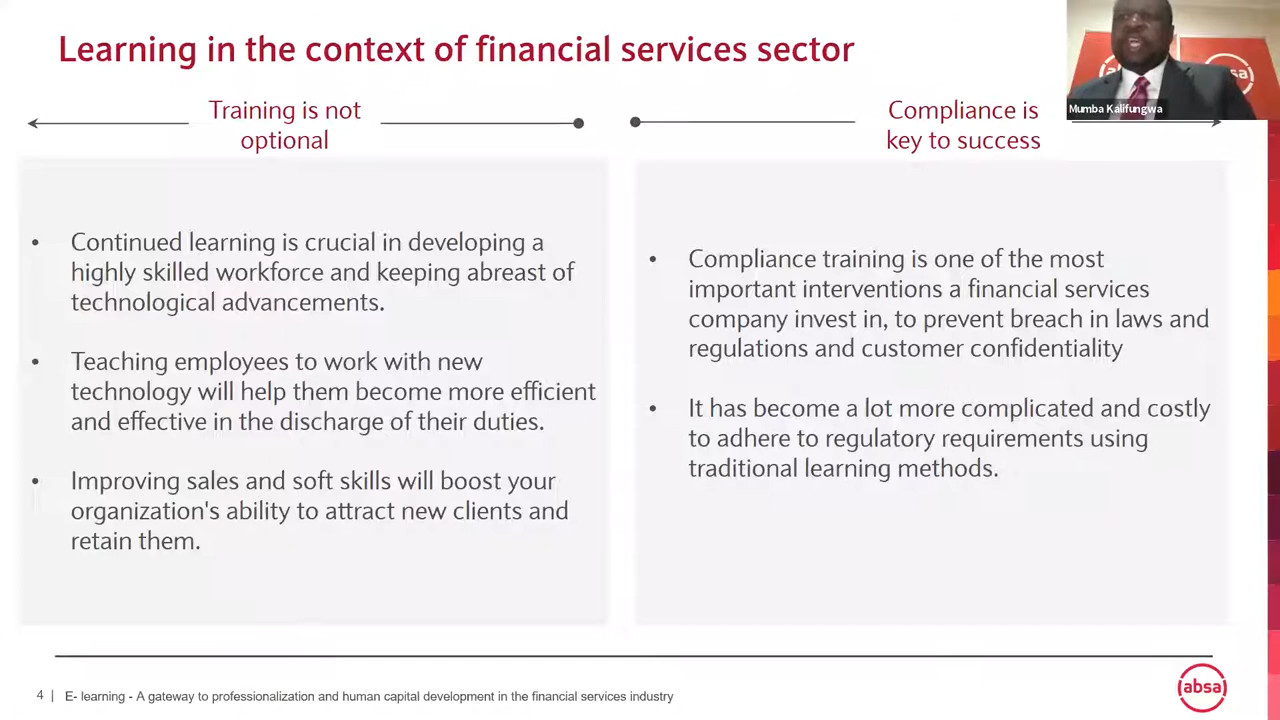 Learning in the context of financial services sector
absa
absa
Mumba Kalifungwa
Training is not
optional
Compliance is
key to success
• Continued learning is crucial in developing a
highly skilled workforce and keeping abreast of
technological advancements.
• Teaching employees to work with new
technology will help them become more efficient
and effective in the discharge of their duties.
• Improving sales and soft skills will boost your
organization's ability to attract new clients and
retain them.
• Compliance training is one of the most
important interventions a financial services
company invest in, to prevent breach in laws and
regulations and customer confidentiality
• It has become a lot more complicated and costly
to adhere to regulatory requirements using
traditional learning methods.
4 | E- learning - A gateway to professionalization and human capital development in the financial services industry
absa